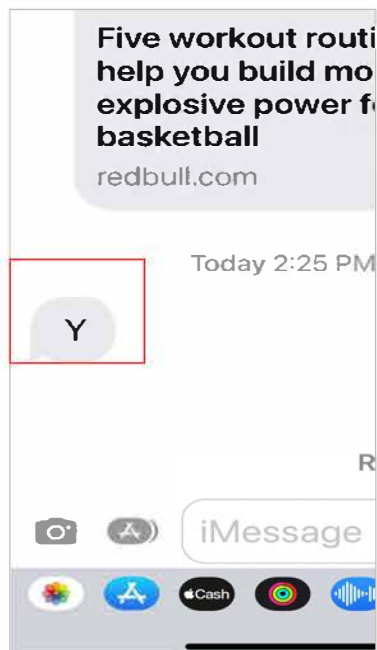 Five workout routi
help you build mo
explosive power f
basketball
redbull.com
Today 2:25 PM
Y
R
iMessage
Cash